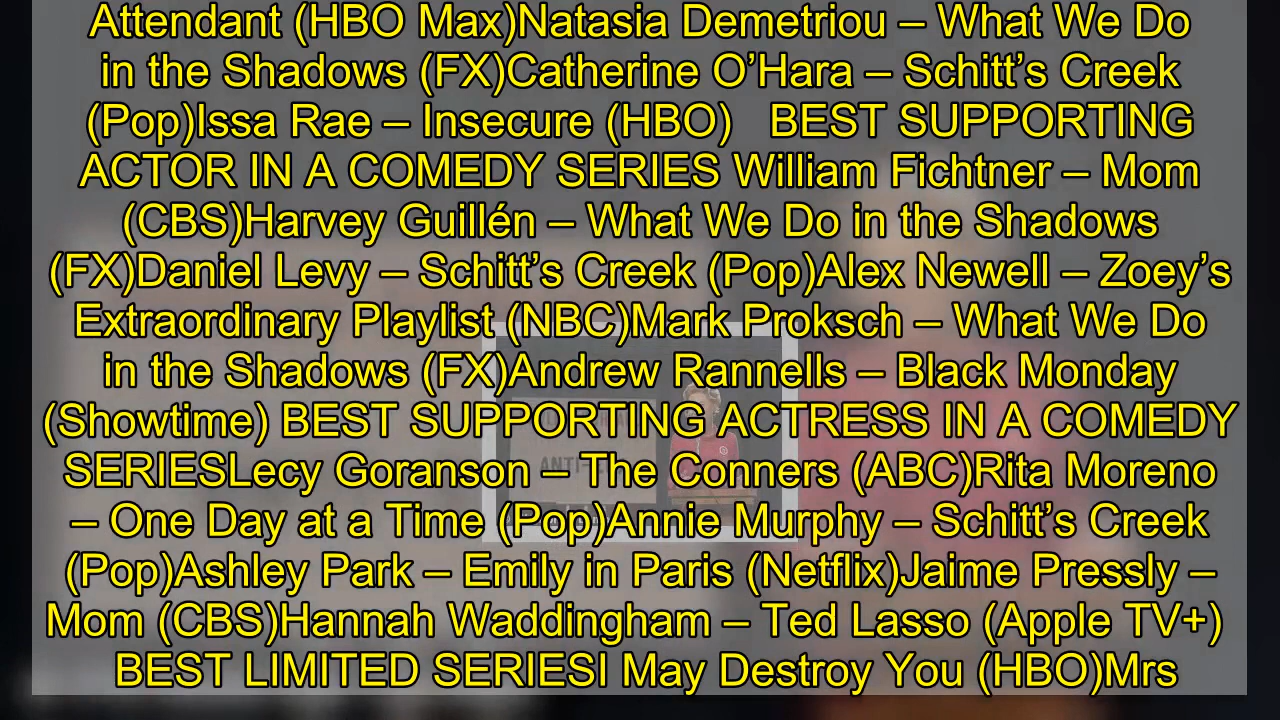 Attendant (HBO Max)Natasia Demetriou – What We Do
in the Shadows (FX)Catherine O’Hara – Schitt’s Creek
(Pop)Issa Rae – Insecure (HBO)   BEST SUPPORTING
ACTOR IN A COMEDY SERIES William Fichtner – Mom
(CBS)Harvey Guillén – What We Do in the Shadows
(FX)Daniel Levy – Schitt’s Creek (Pop)Alex Newell – Zoey’s
Extraordinary Playlist (NBC)Mark Proksch – What We Do
in the Shadows (FX)Andrew Rannells – Black Monday
(Showtime) BEST SUPPORTING ACTRESS IN A COMEDY
SERIESLecy Goranson – The Conners (ABC)Rita Moreno
– One Day at a Time (Pop)Annie Murphy – Schitt’s Creek
(Pop)Ashley Park – Emily in Paris (Netflix)Jaime Pressly –
Mom (CBS)Hannah Waddingham – Ted Lasso (Apple TV+)
BEST LIMITED SERIESI May Destroy You (HBO)Mrs